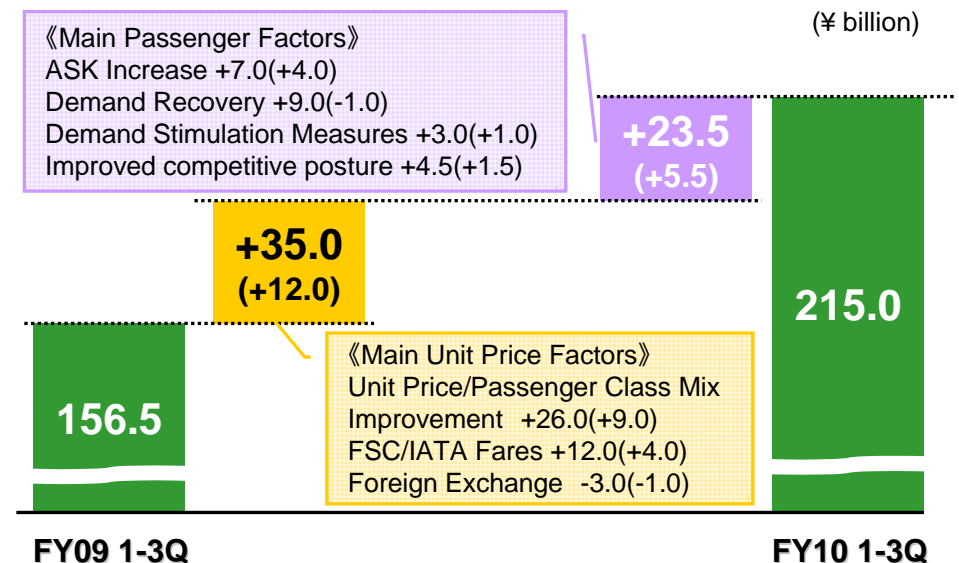 (¥ billion)
《Main Passenger Factors》
ASK Increase +7.0(+4.0)
Demand Recovery +9.0(-1.0)
Demand Stimulation Measures +3.0(+1.0)
Improved competitive posture +4.5(+1.5)
+23.5
(+5.5)
+35.0
(+12.0)
215.0
《Main Unit Price Factors》
Unit Price/Passenger Class Mix
Improvement +26.0(+9.0)
FSC/IATA Fares +12.0(+4.0)
Foreign Exchange -3.0(-1.0)
156.5
FY09 1-3Q
FY10 1-3Q